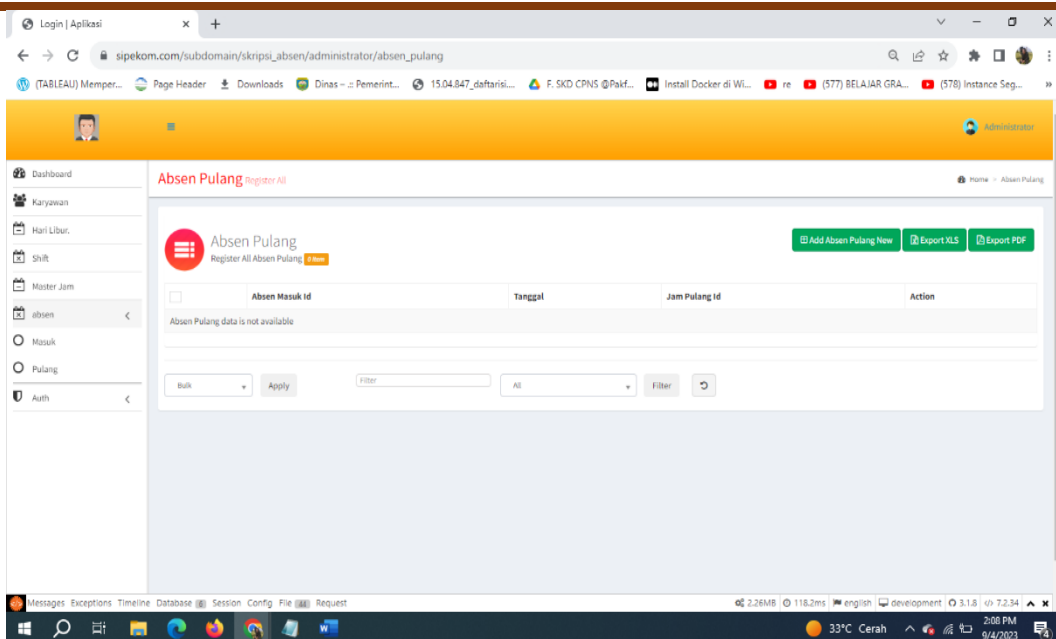 Login | Aplikasi
sipekom.com/subdomain/skripsi_absen/administrator/absen_pulang
(TABLEAU) Memper... Page Header Downloads Dinas – .:: Pemerint... 15.04.847_daftarisi.... F. SKD CPNS @Pakf... Install Docker di Wi... re (577) BELAJAR GRA... (578) Instance Seg... »
Administrator
Dashboard
Karyawan
Hari Libur.
Shift
Master Jam
absen
Masuk
Pulang
Auth
Absen Pulang Register All
Home > Absen Pulang
Absen Pulang
Register All Absen Pulang 0 Item
Add Absen Pulang New Export XLS Export PDF
Absen Masuk Id Tanggal Jam Pulang Id Action
Absen Pulang data is not available
Bulk Apply Filter All Filter
Messages Exceptions Timeline Database 6 Session Config File 44 Request 2.26MB 118.2ms english development 3.1.8 7.2.34
33°C Cerah 2:08 PM
9/4/2023